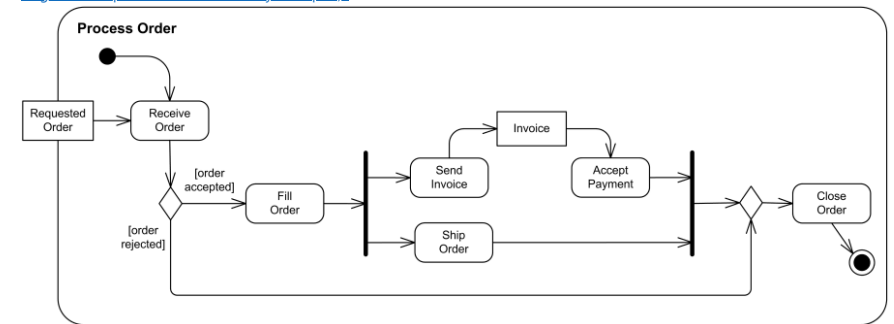 Process Order
Requested
Order
Receive
Order
[order
accepted]
[order
rejected]
Fill
Order
Send
Invoice
Invoice
Accept
Payment
Ship
Order
Close
Order